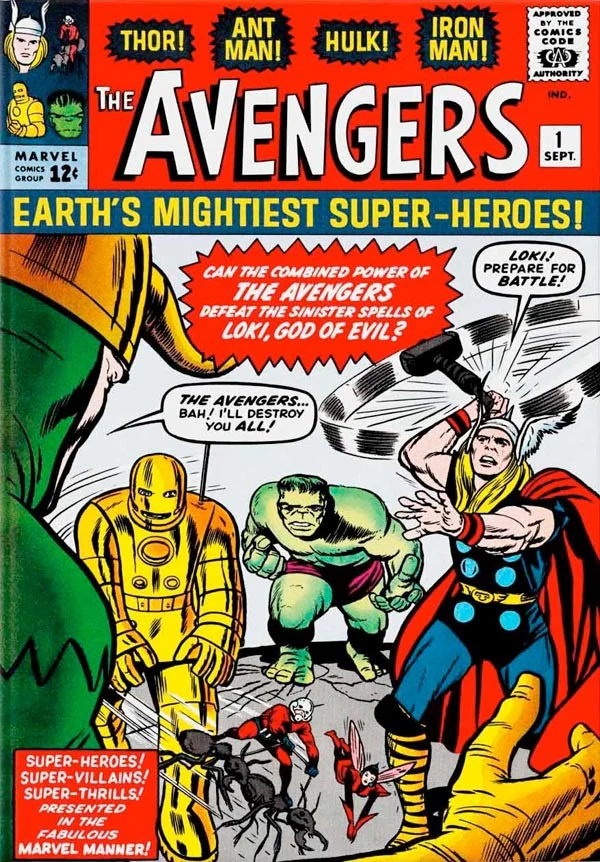 THOR!
ANT
MAN!
HULK!
IRON
MAN!
APPROVED
BY THE
COMICS
CODE
CA
AUTHORITY
IND.
THE AVENGERS
1
SEPT.
MARVEL
COMICS
GROUP 12¢
EARTH'S MIGHTIEST SUPER-HEROES!
CAN THE COMBINED POWER OF
THE AVENGERS
DEFEAT THE SINISTER SPELLS OF
LOKI, GOD OF EVIL?
LOKI!
PREPARE FOR
BATTLE!
THE AVENGERS...
BAH! I'LL DESTROY
YOU ALL!
SUPER-HEROES!
SUPER-VILLAINS!
SUPER-THRILLS!
PRESENTED
IN THE
FABULOUS
MARVEL MANNER!